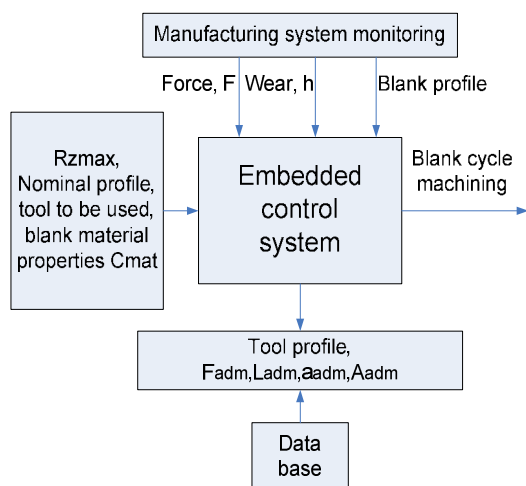 Manufacturing system monitoring
Force, F Wear, h Blank profile
Rzmax,
Nominal profile,
tool to be used,
blank material
properties Cmat
Embedded
control
system
Blank cycle
machining
Tool profile,
Fadm,Ladm,aadm,Aadm
Data
base